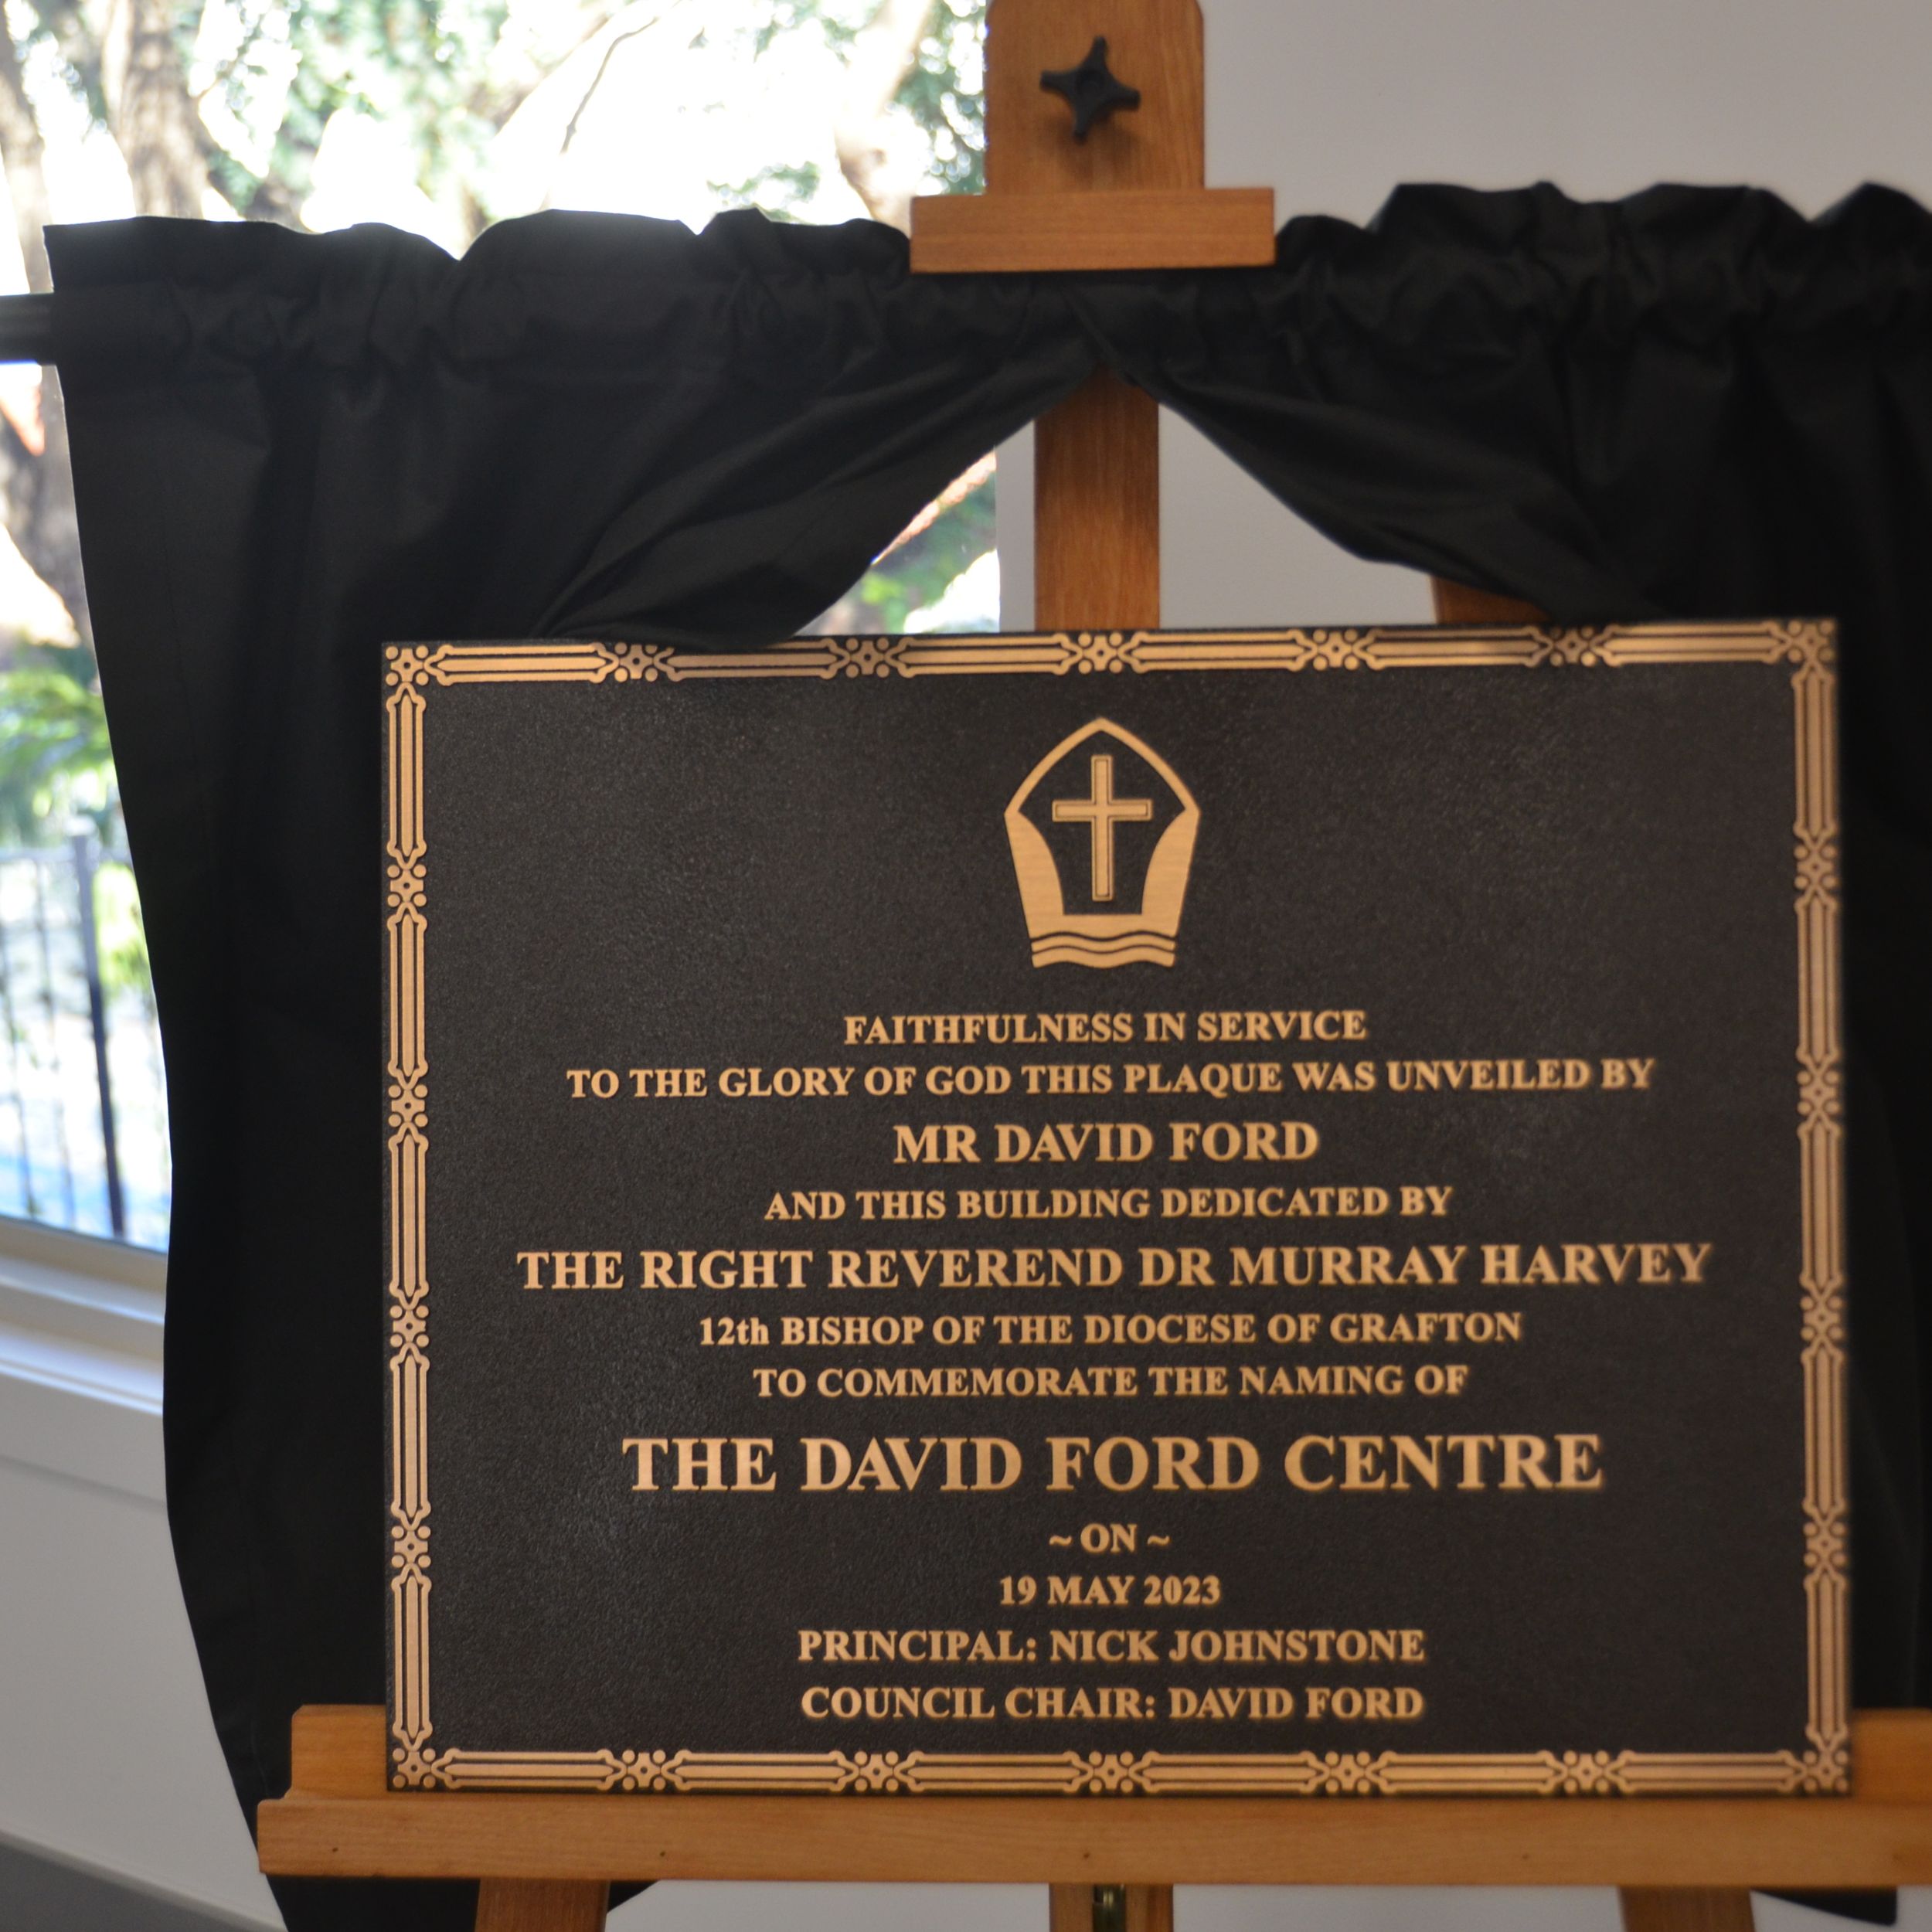 FAITHFULNESS IN SERVICE
TO THE GLORY OF GOD THIS PLAQUE WAS UNVEILED BY
MR DAVID FORD
AND THIS BUILDING DEDICATED BY
THE RIGHT REVEREND DR MURRAY HARVEY
12th BISHOP OF THE DIOCESE OF GRAFTON
TO COMMEMORATE THE NAMING OF
THE DAVID FORD CENTRE
~ ON ~
19 MAY 2023
PRINCIPAL: NICK JOHNSTONE
COUNCIL CHAIR: DAVID FORD